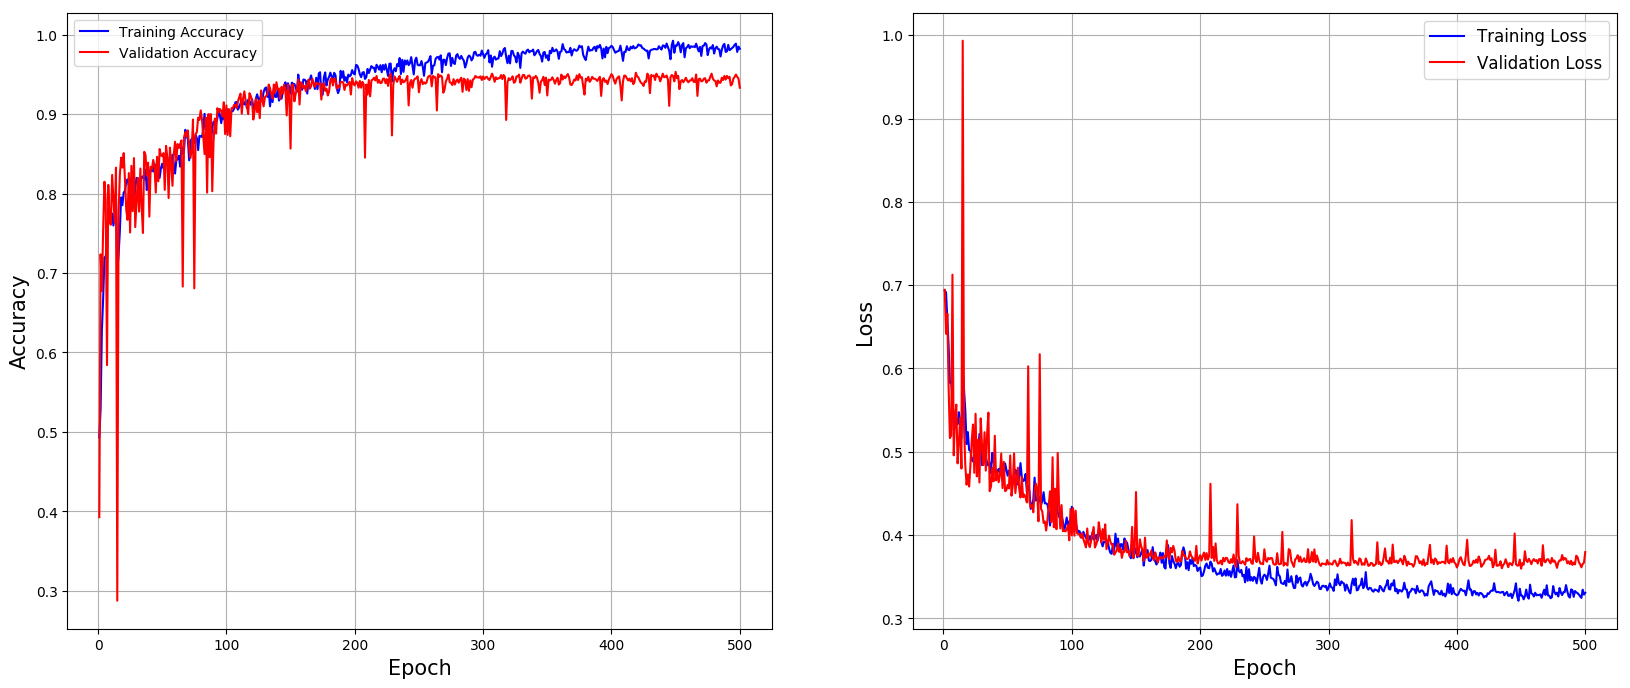 Training Accuracy
Validation Accuracy
1.0
0.9
0.8
0.7
0.6
0.5
0.4
0.3
Accuracy
0 100 200 300 400 500
Epoch
Training Loss
Validation Loss
1.0
0.9
0.8
0.7
0.6
0.5
0.4
0.3
Loss
0 100 200 300 400 500
Epoch